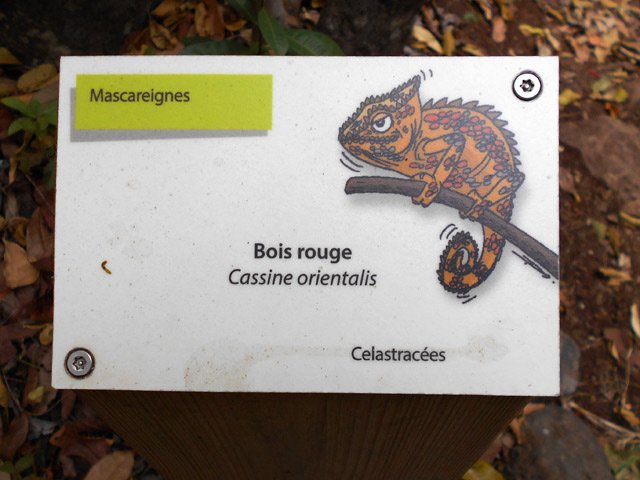 Mascareignes
Bois rouge
Cassine orientalis
Celastracées